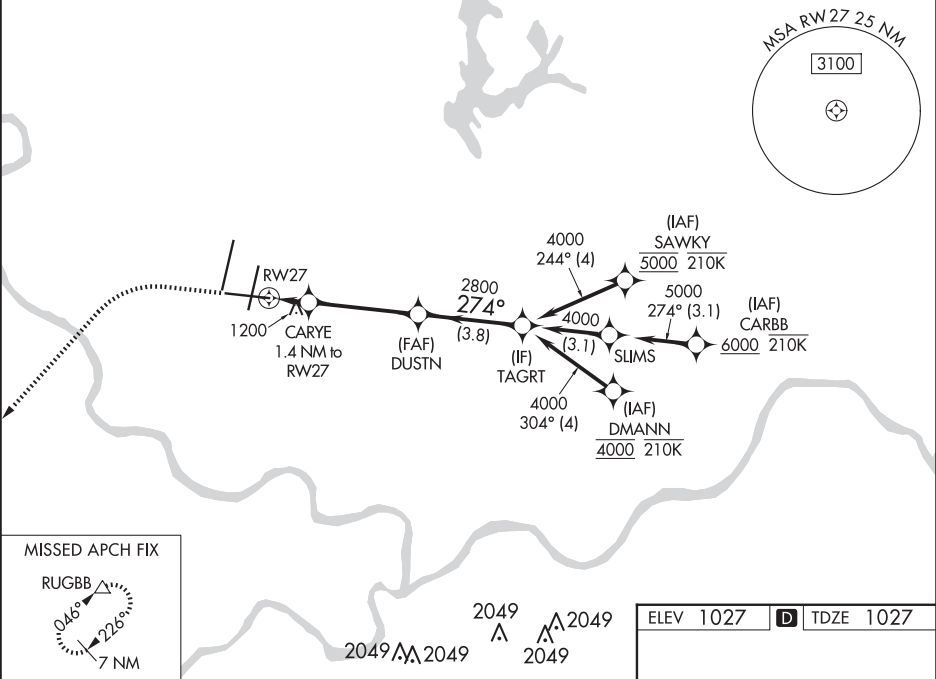 MSA RW27 25 NM
3100
(IAF)
SAWKY
5000 210K
4000
244° (4)
5000
274° (3.1)
(IAF)
CARBB
6000 210K
RW27
2800
274°
(3.8)
4000
(3.1)
SLIMS
1200
CARYE
1.4 NM to
RW27
(FAF)
DUSTN
(IF)
TAGRT
4000
304° (4)
(IAF)
DMANN
4000 210K
MISSED APCH FIX
RUGBB
046°
226°
7 NM
2049
2049
2049
2049
2049
ELEV 1027 D TDZE 1027